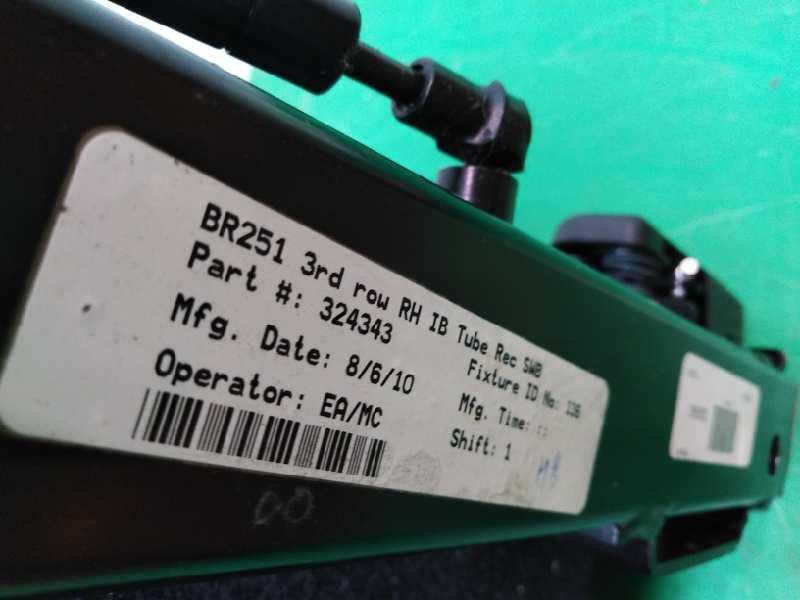 BR251 3rd row RH IB Tube Rec SWB
Part #: 324343
Fixture ID No: 136
Mfg. Date: 8/6/10
Mfg. Time:
Operator: EA/MC
Shift: 1